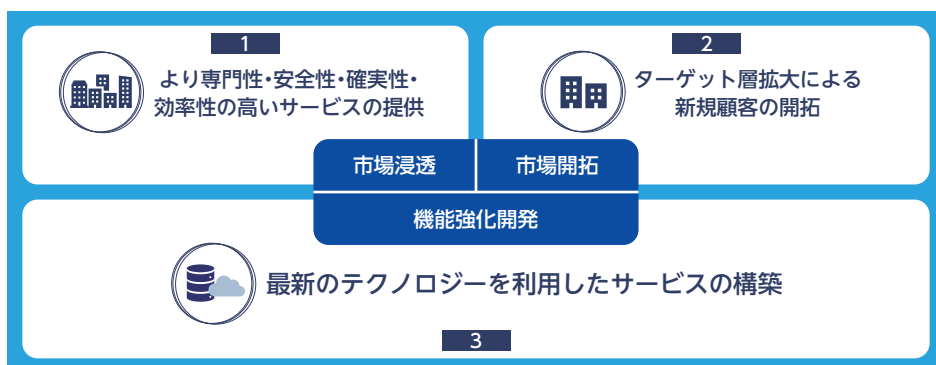 1
より専門性・安全性・確実性・
効率性の高いサービスの提供
2
ターゲット層拡大による
新規顧客の開拓
市場浸透
市場開拓
機能強化開発
最新のテクノロジーを利用したサービスの構築
3